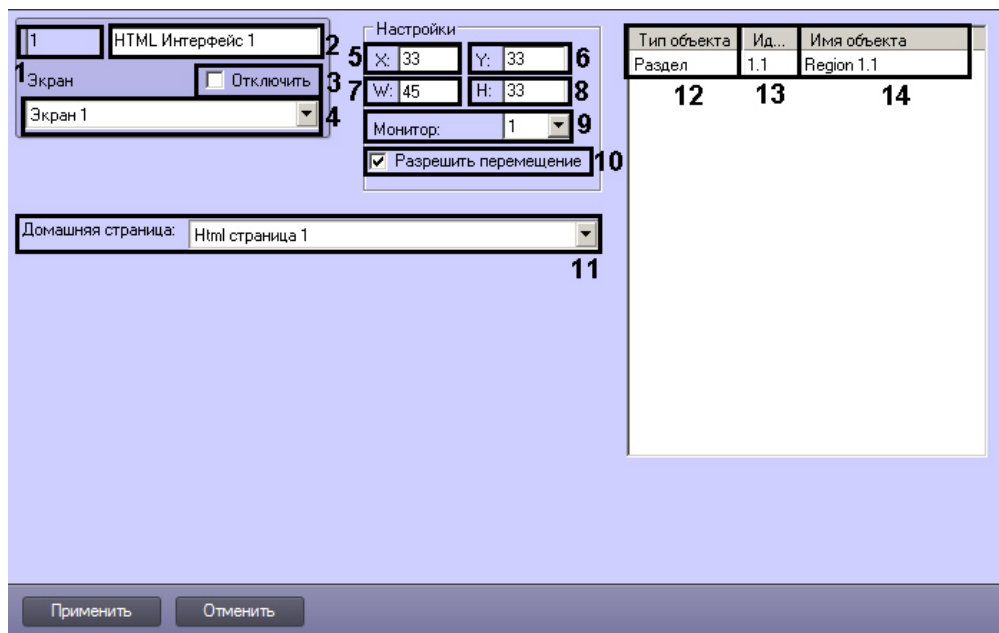 1 HTML Интерфейс 1 2
1 Экран Отключить 3
Экран 1 4
Настройки
5 X: 33 Y: 33 6
7 W: 45 H: 33 8
Монитор: 1 9
Разрешить перемещение 10
Домашняя страница: Html страница 1
11
Тип объекта Ид... Имя объекта
Раздел 1.1 Region 1.1
12 13 14
Применить Отменить